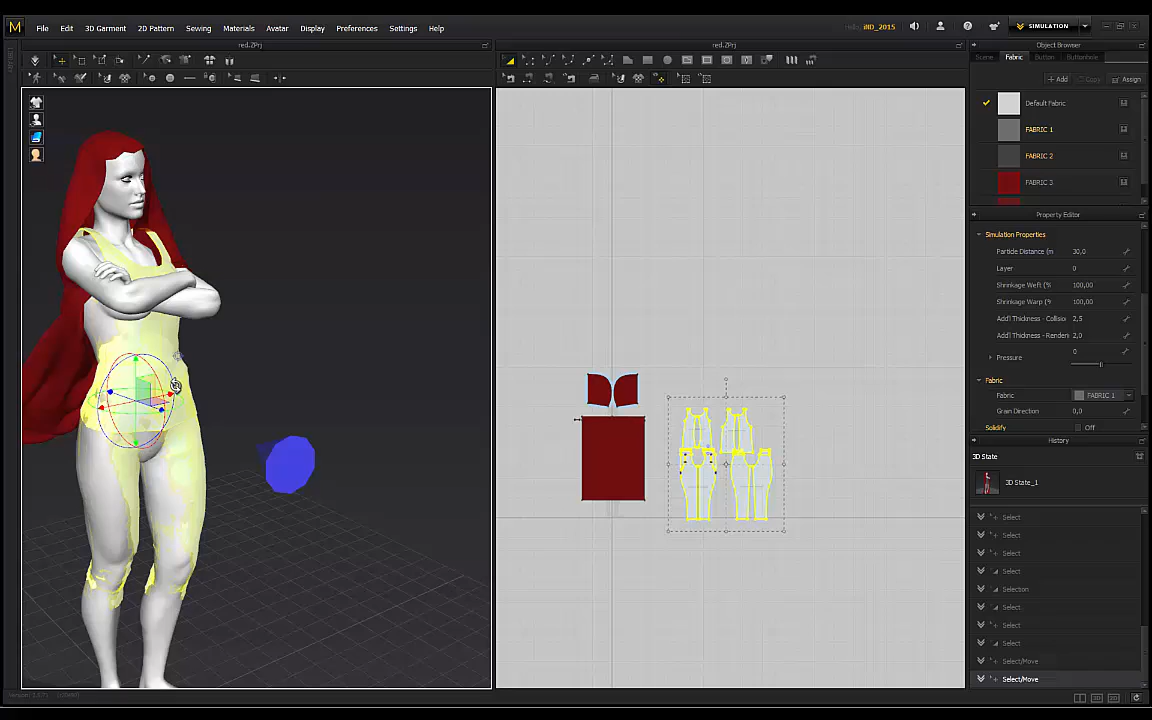 M File Edit 3D Garment 2D Pattern Sewing Materials Avatar Display Preferences Settings Help
Hello, iND_2015 SIMULATION
red.ZPrj
red.ZPrj
Object Browser
Scene Fabric Button Buttonhole
+ Add Copy Assign
Default Fabric
FABRIC 1
FABRIC 2
FABRIC 3
Property Editor
Simulation Properties
Particle Distance (m 30,0
Layer 0
Shrinkage Weft (% 100,00
Shrinkage Warp (% 100,00
Add'l Thickness - Collisio 2,5
Add'l Thickness - Renderi 2,0
Pressure 0
Fabric
Fabric FABRIC 1
Grain Direction 0,0
Solidify Off
History
3D State
3D State_1
Select
Select
Select
Select
Selection
Select
Select
Select
Select/Move
Select/Move